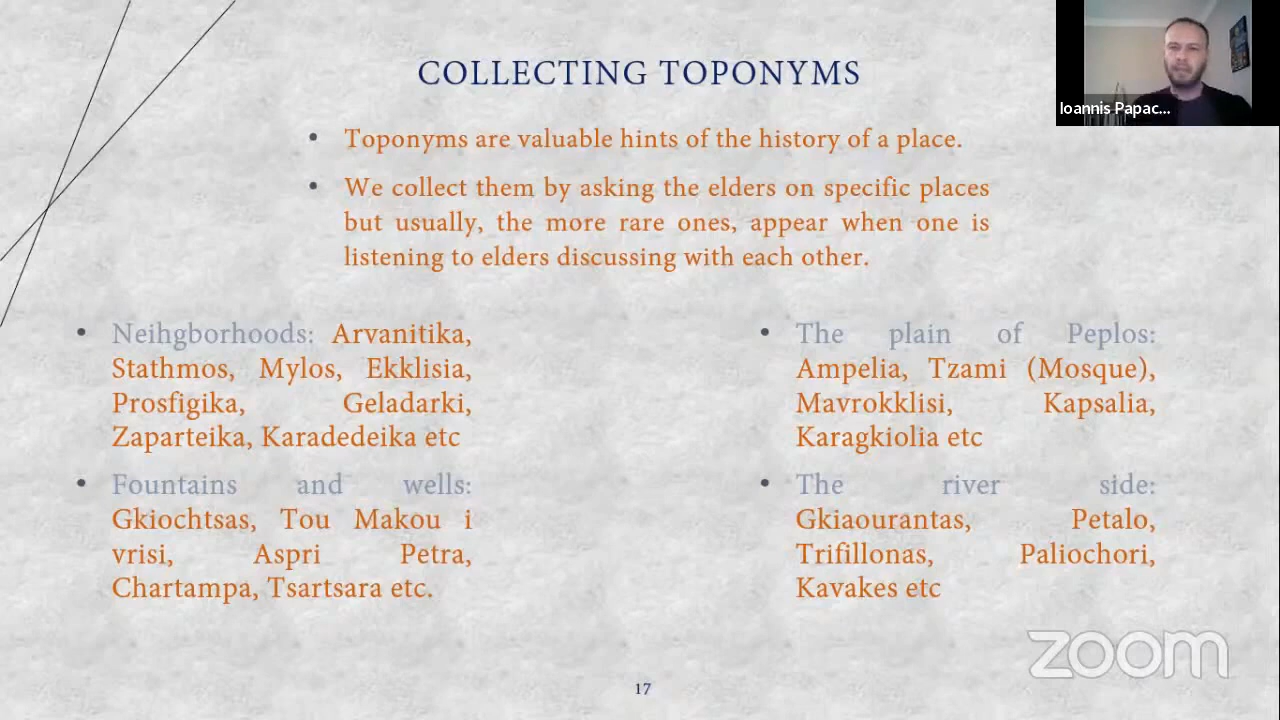 COLLECTING TOPONYMS
Ioannis Papac...
• Toponyms are valuable hints of the history of a place.
• We collect them by asking the elders on specific places
but usually, the more rare ones, appear when one is
listening to elders discussing with each other.
• Neihgborhoods: Arvanitika,
Stathmos, Mylos, Ekklisia,
Prosfigika, Geladarki,
Zaparteika, Karadedeika etc
• Fountains and wells:
Gkiochtsas, Tou Makou i
vrisi, Aspri Petra,
Chartampa, Tsartsara etc.
• The plain of Peplos:
Ampelia, Tzami (Mosque),
Mavrokklisi, Kapsalia,
Karagkiolia etc
• The river side:
Gkiaourantas, Petalo,
Trifillonas, Paliochori,
Kavakes etc
zoom
17